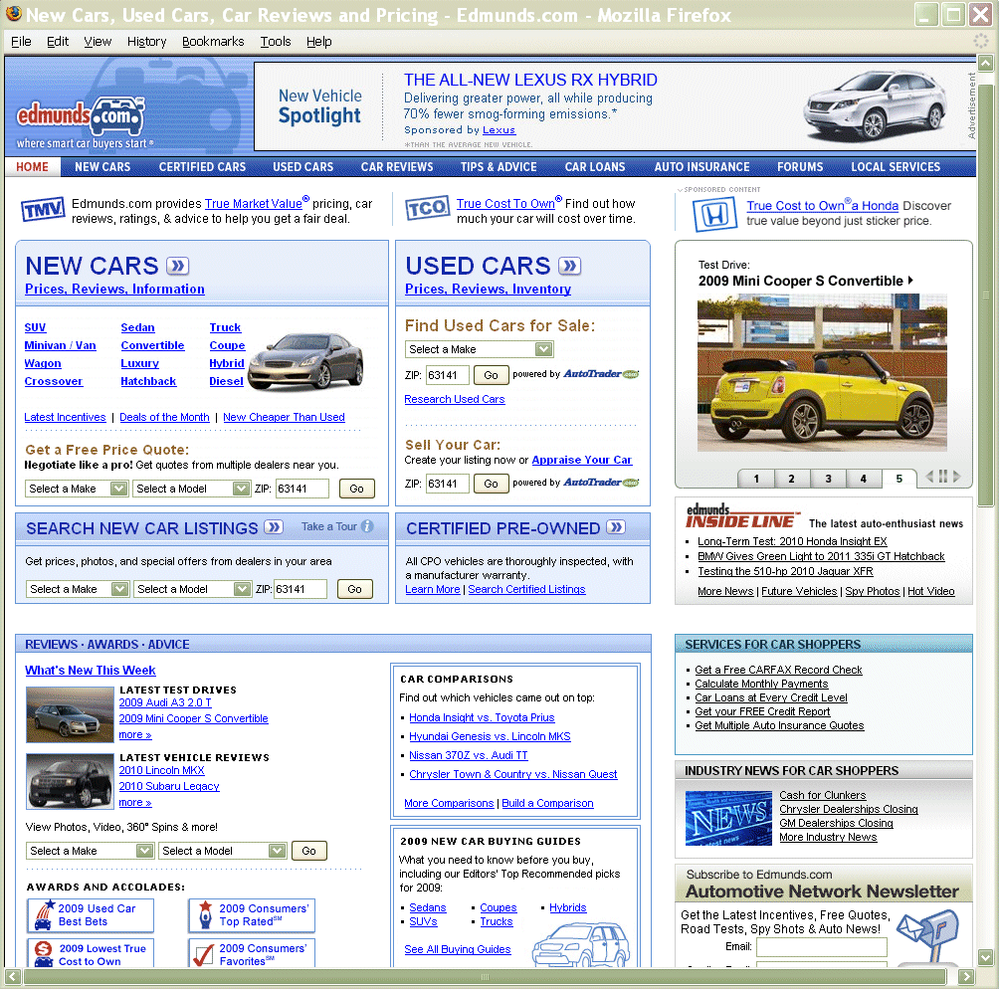 New Cars, Used Cars, Car Reviews and Pricing - Edmunds.com - Mozilla Firefox
File Edit View History Bookmarks Tools Help
edmunds.com
where smart car buyers start®
New Vehicle
Spotlight
THE ALL-NEW LEXUS RX HYBRID
Delivering greater power, all while producing
70% fewer smog-forming emissions.*
Sponsored by Lexus
*THAN THE AVERAGE NEW VEHICLE.
Advertisement
HOME NEW CARS CERTIFIED CARS USED CARS CAR REVIEWS TIPS & ADVICE CAR LOANS AUTO INSURANCE FORUMS LOCAL SERVICES
TMV
Edmunds.com provides True Market Value® pricing, car
reviews, ratings, & advice to help you get a fair deal.
TCO
True Cost To Own® Find out how
much your car will cost over time.
SPONSORED CONTENT
True Cost to Own® a Honda Discover
true value beyond just sticker price.
NEW CARS
Prices, Reviews, Information
SUV Sedan Truck
Minivan / Van Convertible Coupe
Wagon Luxury Hybrid
Crossover Hatchback Diesel
Latest Incentives | Deals of the Month | New Cheaper Than Used
Get a Free Price Quote:
Negotiate like a pro! Get quotes from multiple dealers near you.
Select a Make Select a Model ZIP: 63141 Go
USED CARS
Prices, Reviews, Inventory
Find Used Cars for Sale:
Select a Make
ZIP: 63141 Go powered by AutoTrader.com
Research Used Cars
Sell Your Car:
Create your listing now or Appraise Your Car
ZIP: 63141 Go powered by AutoTrader.com
Test Drive:
2009 Mini Cooper S Convertible
1 2 3 4 5
SEARCH NEW CAR LISTINGS Take a Tour i
Get prices, photos, and special offers from dealers in your area
Select a Make Select a Model ZIP: 63141 Go
CERTIFIED PRE-OWNED
All CPO vehicles are thoroughly inspected, with
a manufacturer warranty.
Learn More | Search Certified Listings
edmunds
INSIDE LINE The latest auto-enthusiast news
Long-Term Test: 2010 Honda Insight EX
BMW Gives Green Light to 2011 335i GT Hatchback
Testing the 510-hp 2010 Jaguar XFR
More News | Future Vehicles | Spy Photos | Hot Video
REVIEWS · AWARDS · ADVICE
What's New This Week
LATEST TEST DRIVES
2009 Audi A3 2.0 T
2009 Mini Cooper S Convertible
more »
LATEST VEHICLE REVIEWS
2010 Lincoln MKX
2010 Subaru Legacy
more »
View Photos, Video, 360° Spins & more!
Select a Make Select a Model Go
AWARDS AND ACCOLADES:
2009 Used Car
Best Bets
2009 Consumers'
Top Rated℠
2009 Lowest True
Cost to Own
2009 Consumers'
Favorites℠
CAR COMPARISONS
Find out which vehicles came out on top:
Honda Insight vs. Toyota Prius
Hyundai Genesis vs. Lincoln MKS
Nissan 370Z vs. Audi TT
Chrysler Town & Country vs. Nissan Quest
More Comparisons | Build a Comparison
2009 NEW CAR BUYING GUIDES
What you need to know before you buy,
including our Editors' Top Recommended picks
for 2009:
Sedans Coupes Hybrids
SUVs Trucks
See All Buying Guides
SERVICES FOR CAR SHOPPERS
Get a Free CARFAX Record Check
Calculate Monthly Payments
Car Loans at Every Credit Level
Get your FREE Credit Report
Get Multiple Auto Insurance Quotes
INDUSTRY NEWS FOR CAR SHOPPERS
NEWS
Cash for Clunkers
Chrysler Dealerships Closing
GM Dealerships Closing
More Industry News
Subscribe to Edmunds.com
Automotive Network Newsletter
Get the Latest Incentives, Free Quotes,
Road Tests, Spy Shots & Auto News!
Email: